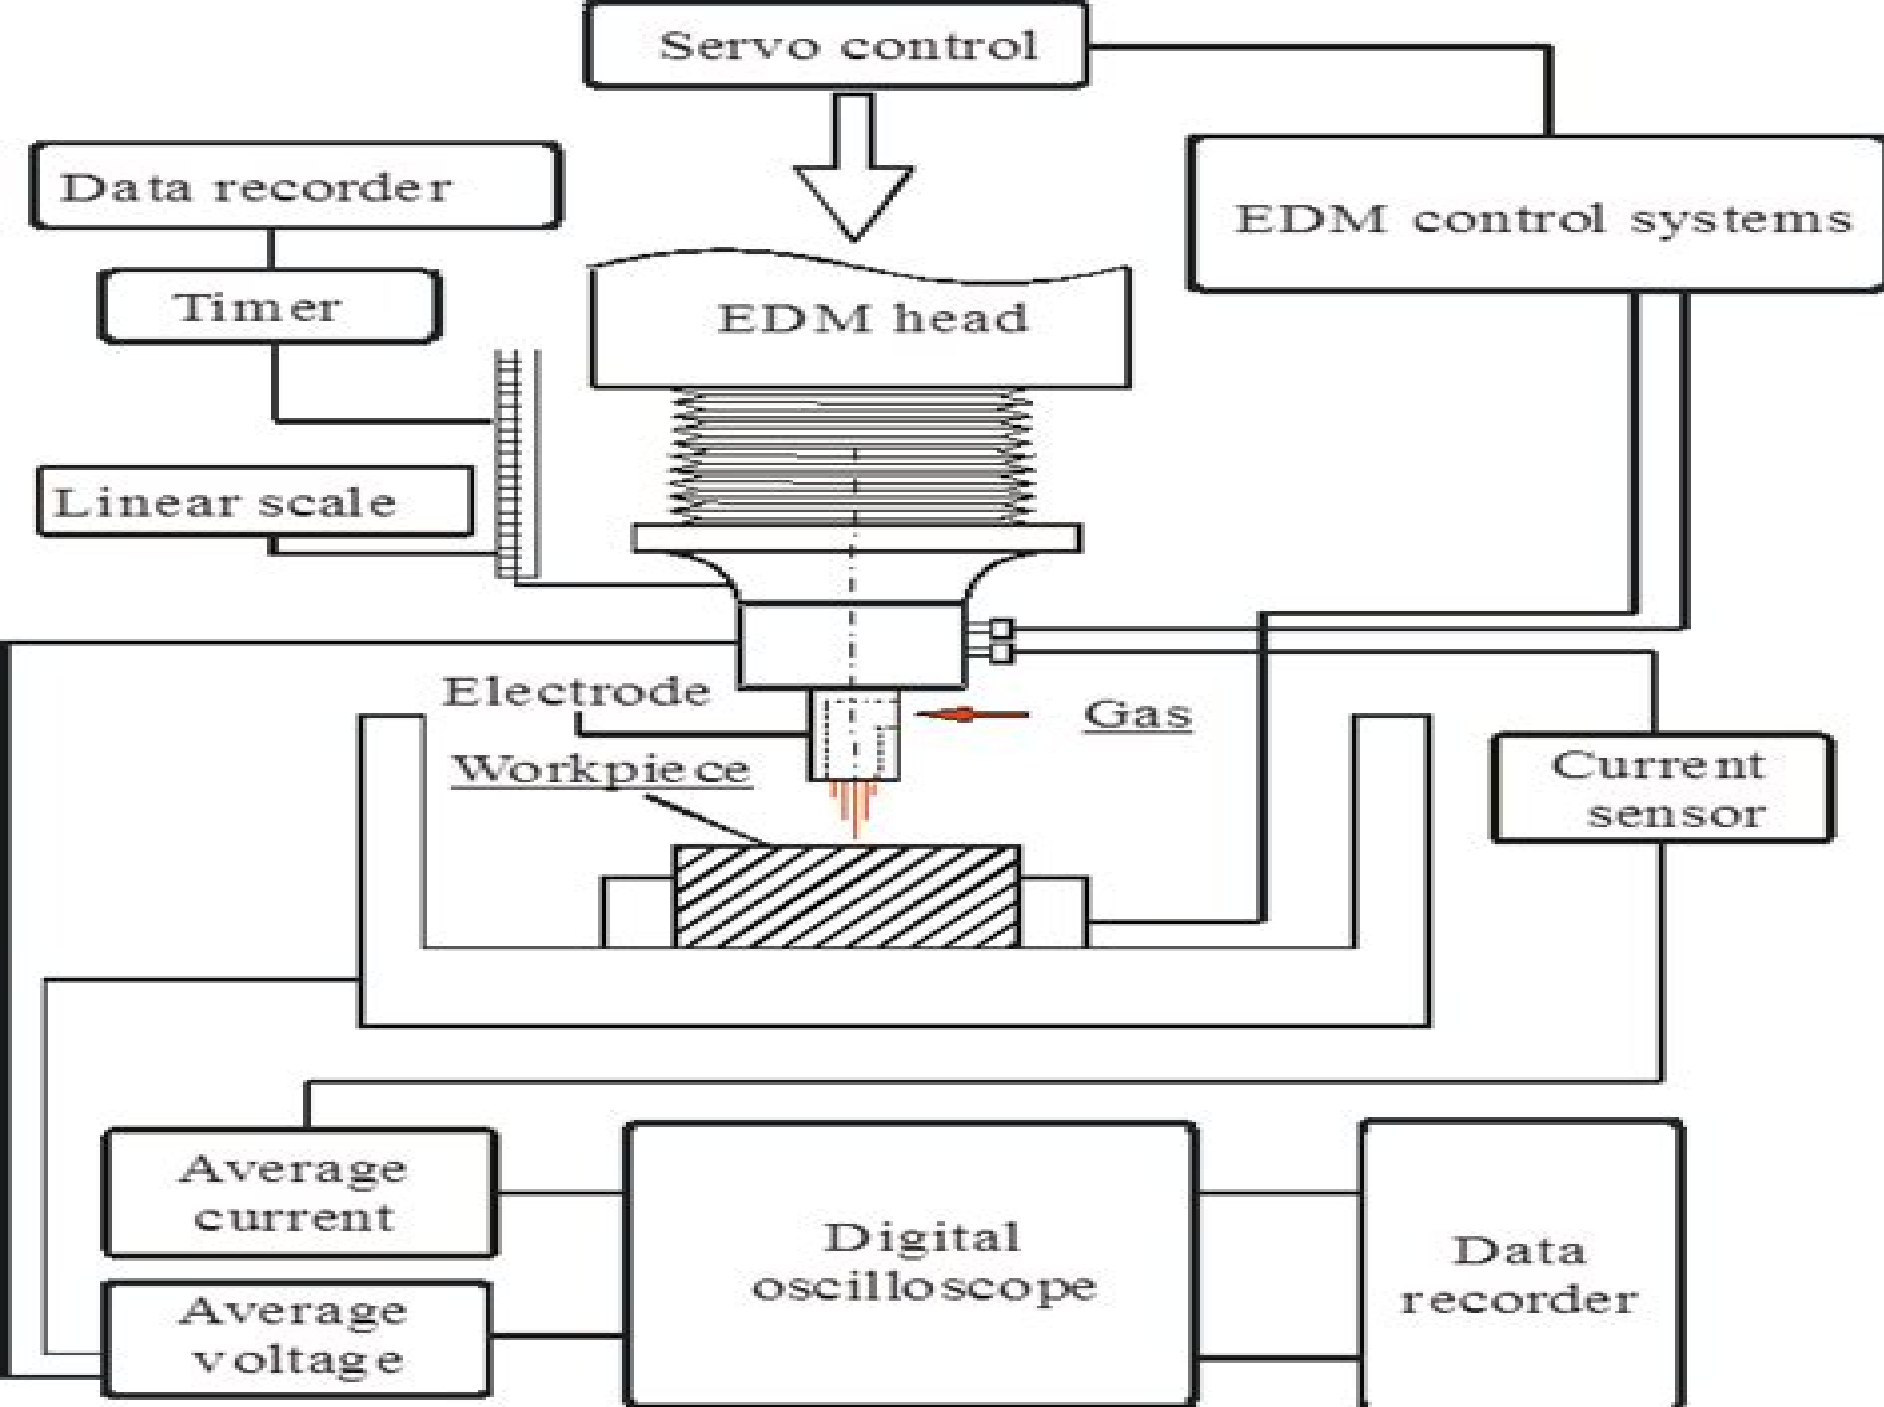 Servo control
Data recorder
EDM control systems
Timer
EDM head
Linear scale
Electrode
Gas
Workpiece
Current
sensor
Average
current
Digital
oscilloscope
Data
recorder
Average
voltage